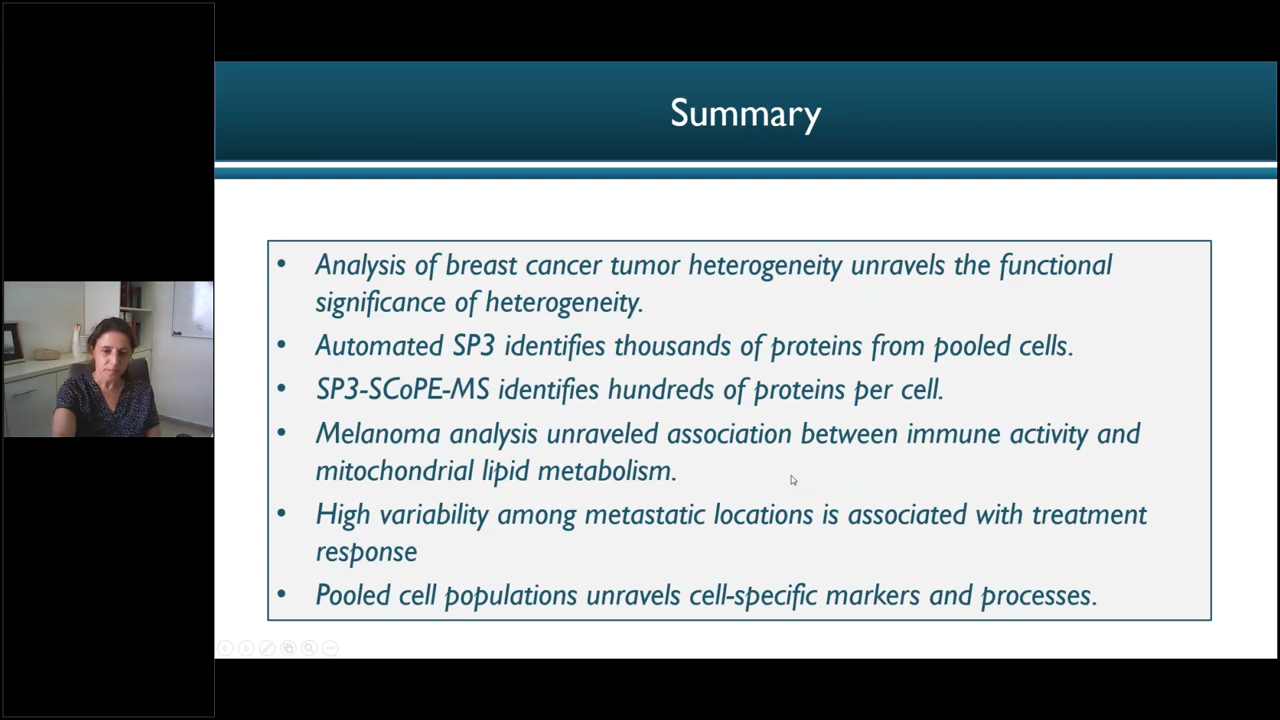 Summary
• Analysis of breast cancer tumor heterogeneity unravels the functional
significance of heterogeneity.
• Automated SP3 identifies thousands of proteins from pooled cells.
• SP3-SCoPE-MS identifies hundreds of proteins per cell.
• Melanoma analysis unraveled association between immune activity and
mitochondrial lipid metabolism.
• High variability among metastatic locations is associated with treatment
response
• Pooled cell populations unravels cell-specific markers and processes.